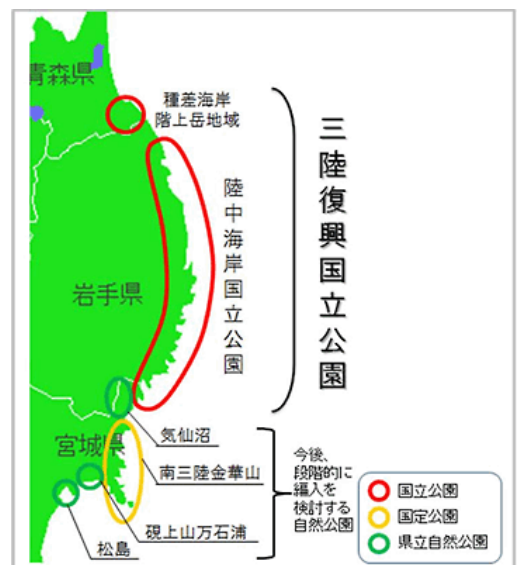 青森県
種差海岸
階上岳地域
三陸復興国立公園
陸中海岸国立公園
岩手県
宮城県
気仙沼
南三陸金華山
硯上山万石浦
松島
今後、
段階的に
編入を
検討する
自然公園
国立公園
国定公園
県立自然公園